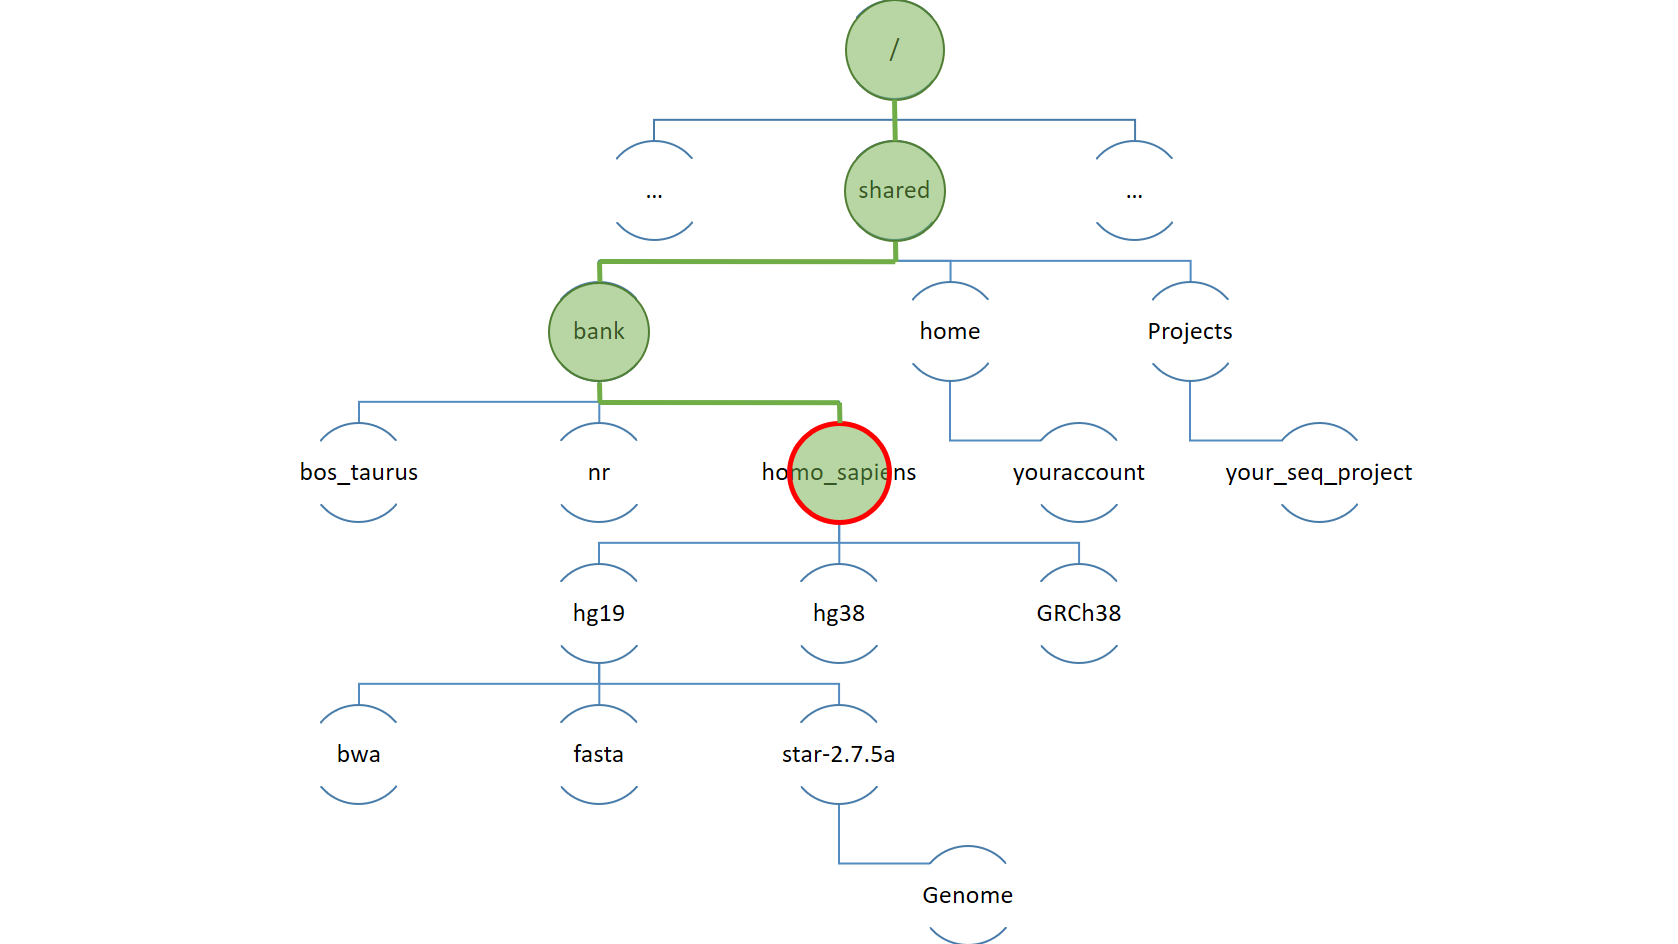 /
...
shared
...
bank
home
Projects
bos_taurus
nr
homo_sapiens
youraccount
your_seq_project
hg19
hg38
GRCh38
bwa
fasta
star-2.7.5a
Genome